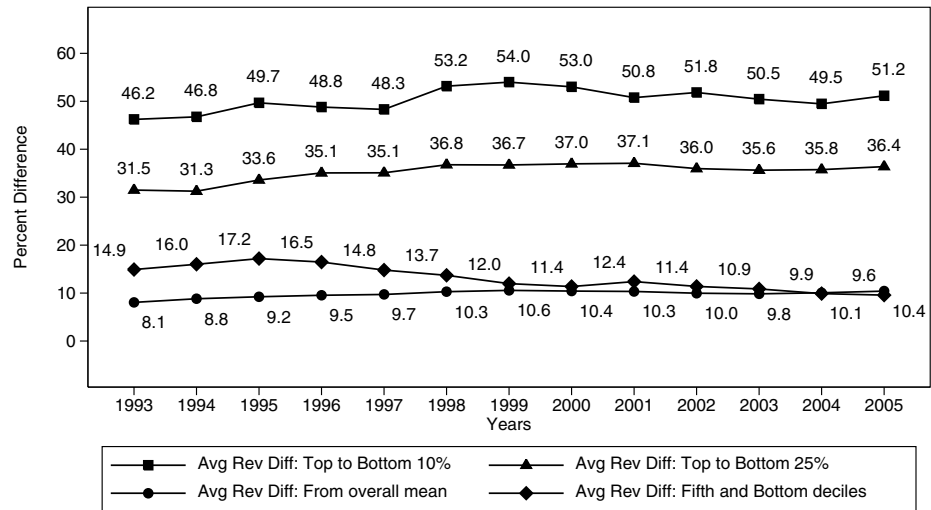 60
50
40
30
20
10
0
Percent Difference
46.2 46.8 49.7 48.8 48.3 53.2 54.0 53.0 50.8 51.8 50.5 49.5 51.2
31.5 31.3 33.6 35.1 35.1 36.8 36.7 37.0 37.1 36.0 35.6 35.8 36.4
14.9 16.0 17.2 16.5 14.8 13.7 12.0 11.4 12.4 11.4 10.9 9.9 9.6
8.1 8.8 9.2 9.5 9.7 10.3 10.6 10.4 10.3 10.0 9.8 10.1 10.4
1993 1994 1995 1996 1997 1998 1999 2000 2001 2002 2003 2004 2005
Years
Avg Rev Diff: Top to Bottom 10% Avg Rev Diff: Top to Bottom 25%
Avg Rev Diff: From overall mean Avg Rev Diff: Fifth and Bottom deciles